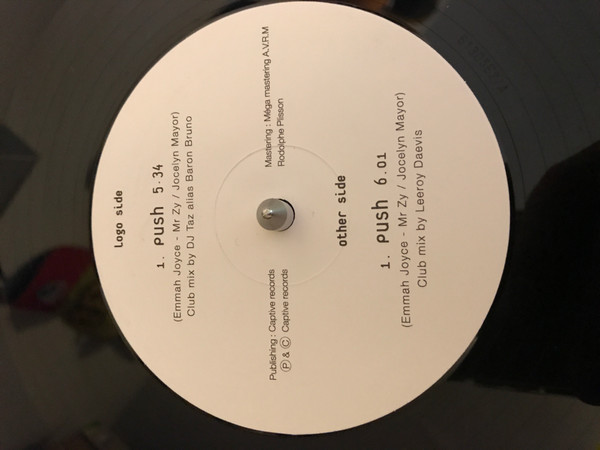 Logo side
1. push 5.34
(Emmah Joyce - Mr Zy / Jocelyn Mayor)
Club mix by DJ Taz alias Baron Bruno
Publishing : Captive records
Ⓟ & Ⓒ Captive records
Mastering : Méga mastering A.V.R.M
Rodolphe Plisson
other side
1. push 6.01
(Emmah Joyce - Mr Zy / Jocelyn Mayor)
Club mix by Leeroy Daevis